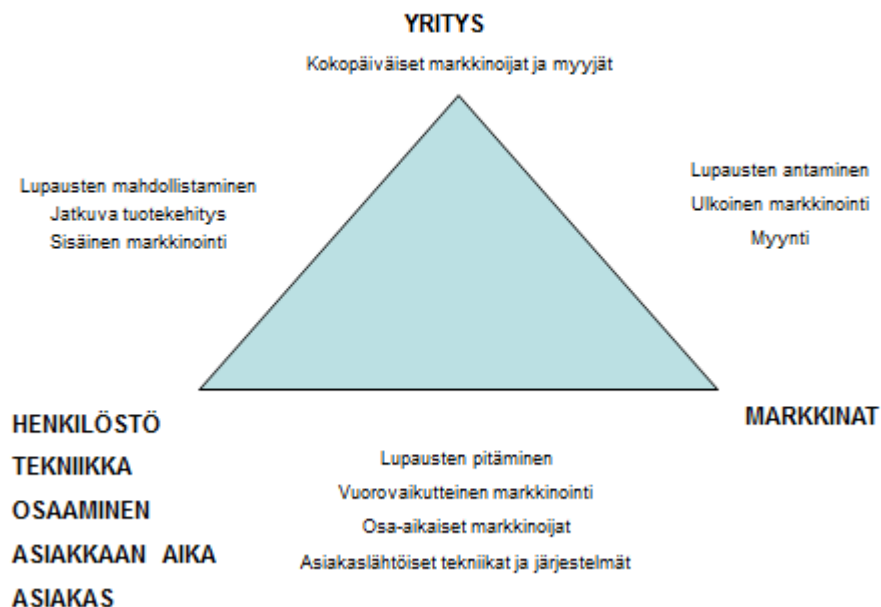 YRITYS
Kokopäiväiset markkinoijat ja myyjät
Lupausten mahdollistaminen
Jatkuva tuotekehitys
Sisäinen markkinointi
Lupausten antaminen
Ulkoinen markkinointi
Myynti
HENKILÖSTÖ
TEKNIIKKA
OSAAMINEN
ASIAKKAAN AIKA
ASIAKAS
Lupausten pitäminen
Vuorovaikutteinen markkinointi
Osa-aikaiset markkinoijat
Asiakaslähtöiset tekniikat ja järjestelmät
MARKKINAT